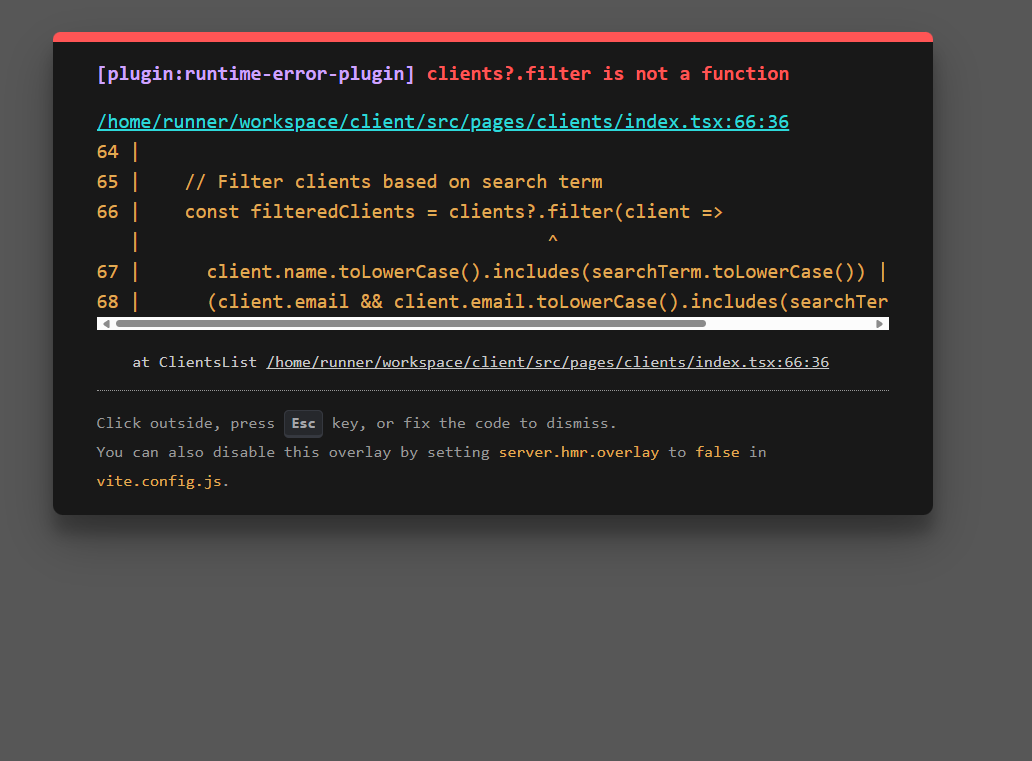 [plugin:runtime-error-plugin] clients?.filter is not a function
/home/runner/workspace/client/src/pages/clients/index.tsx:66:36
64 |
65 |    // Filter clients based on search term
66 |    const filteredClients = clients?.filter(client =>
   |                                     ^
67 |      client.name.toLowerCase().includes(searchTerm.toLowerCase()) |
68 |      (client.email && client.email.toLowerCase().includes(searchTer
at ClientsList /home/runner/workspace/client/src/pages/clients/index.tsx:66:36
Click outside, press Esc key, or fix the code to dismiss.
You can also disable this overlay by setting server.hmr.overlay to false in
vite.config.js.